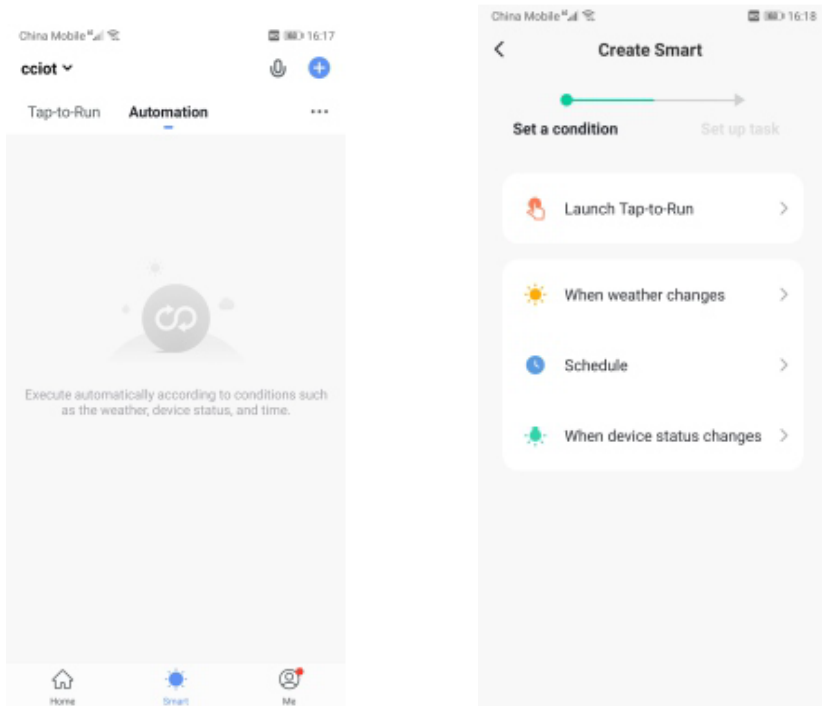 China Mobile
16:17
cciot
Tap-to-Run
Automation
Execute automatically according to conditions such
as the weather, device status, and time.
Home
Smart
Me
China Mobile
16:18
Create Smart
Set a condition
Set up task
Launch Tap-to-Run
When weather changes
Schedule
When device status changes